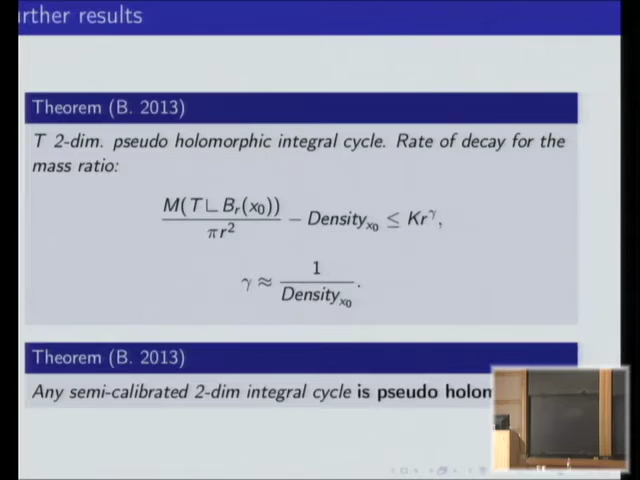 rther results
Theorem (B. 2013)
T 2-dim. pseudo holomorphic integral cycle. Rate of decay for the
mass ratio:
M(T⌞B_r(x_0)) / πr^2 − Density_{x_0} ≤ Kr^γ,
γ ≈ 1 / Density_{x_0}.
Theorem (B. 2013)
Any semi-calibrated 2-dim integral cycle is pseudo holon